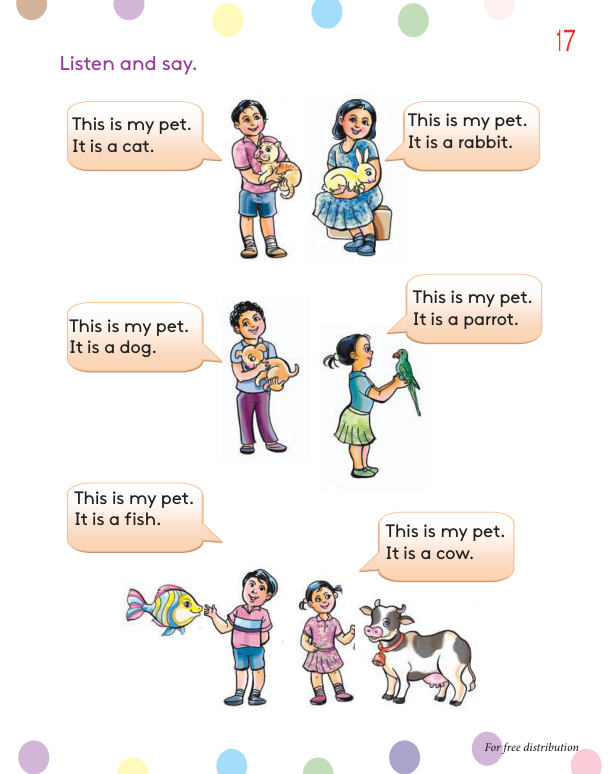 17
Listen and say.
This is my pet.
It is a cat.
This is my pet.
It is a rabbit.
This is my pet.
It is a dog.
This is my pet.
It is a parrot.
This is my pet.
It is a fish.
This is my pet.
It is a cow.
For free distribution